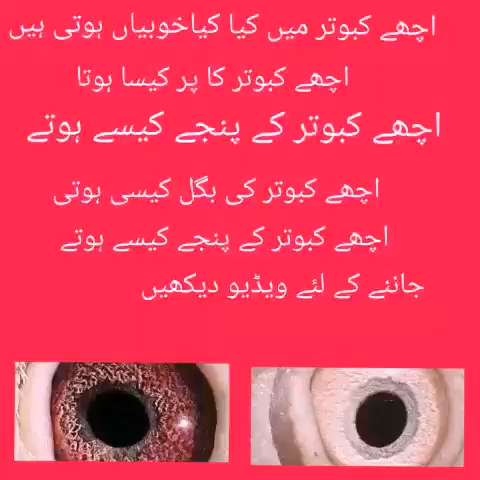 اچھے کبوتر میں کیا کیاخوبیاں ہوتی ہیں
اچھے کبوتر کا پر کیسا ہوتا
اچھے کبوتر کے پنجے کیسے ہوتے
اچھے کبوتر کی بگل کیسی ہوتی
اچھے کبوتر کے پنجے کیسے ہوتے
جاننے کے لئے ویڈیو دیکھیں